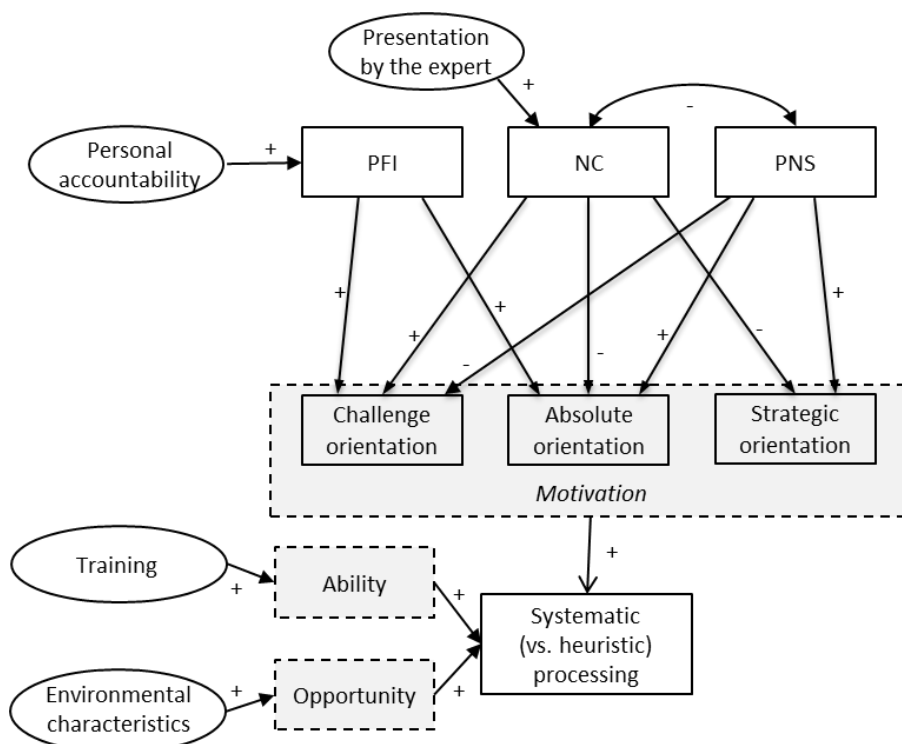 Presentation
by the expert
+
-
Personal
accountability
+
PFI
NC
PNS
+
+
+
-
-
+
-
+
Challenge
orientation
Absolute
orientation
Strategic
orientation
Motivation
+
Training
+
Ability
+
Systematic
(vs. heuristic)
processing
Environmental
characteristics
+
Opportunity
+